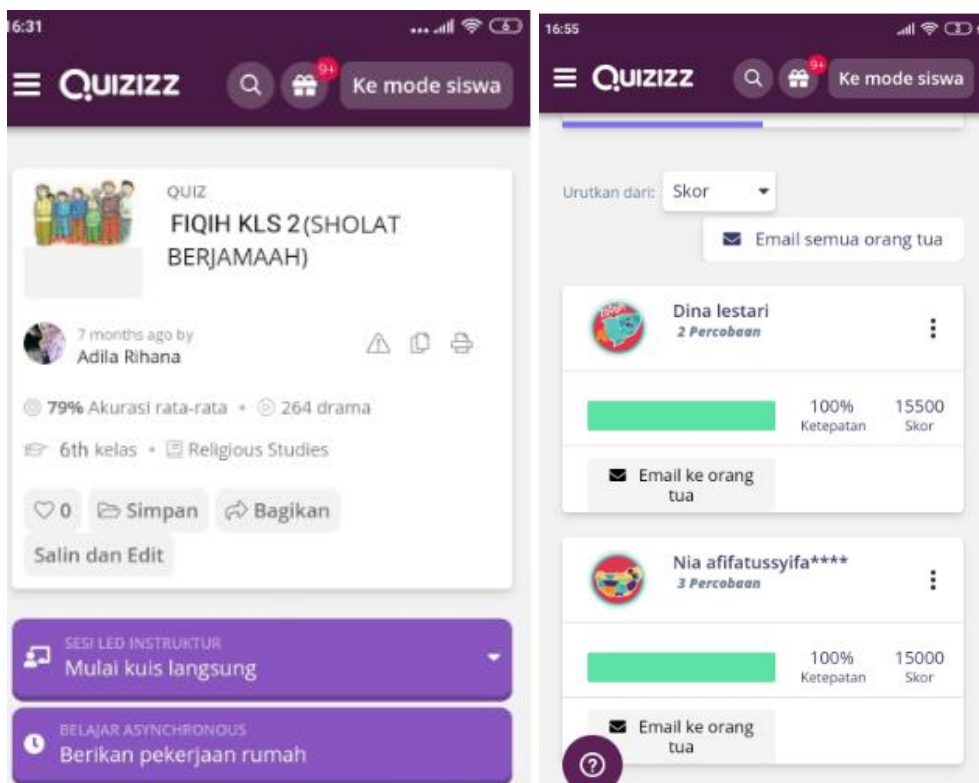 16:31
Quizizz
9+
Ke mode siswa
QUIZ
FIQIH KLS 2 (SHOLAT
BERJAMAAH)
7 months ago by
Adila Rihana
79% Akurasi rata-rata • 264 drama
6th kelas • Religious Studies
0 Simpan Bagikan
Salin dan Edit
SESI LED INSTRUKTUR
Mulai kuis langsung
BELAJAR ASYNCHRONOUS
Berikan pekerjaan rumah
16:55
Quizizz
9+
Ke mode siswa
Urutkan dari: Skor
Email semua orang tua
Dina lestari
2 Percobaan
100% 15500
Ketepatan Skor
Email ke orang
tua
Nia afifatussyifa****
3 Percobaan
100% 15000
Ketepatan Skor
Email ke orang
tua